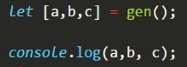 let [a,b,c] = gen();
console.log(a,b, c);